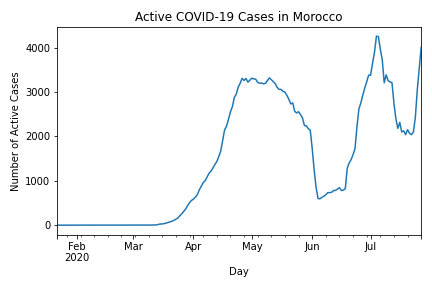 Active COVID-19 Cases in Morocco
Number of Active Cases
4000
3000
2000
1000
0
Feb Mar Apr May Jun Jul
2020
Day